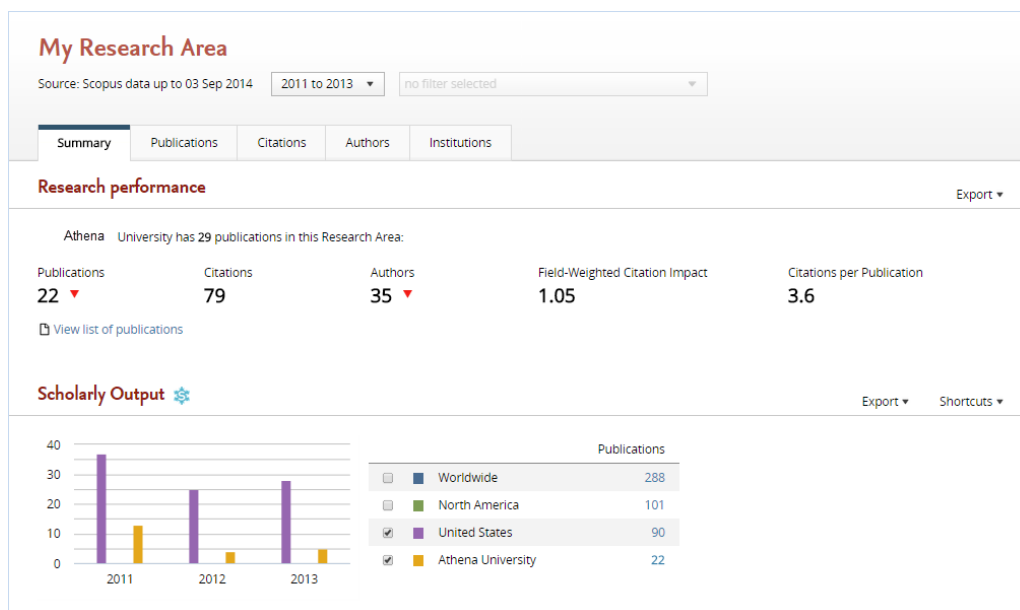 My Research Area
Source: Scopus data up to 03 Sep 2014 2011 to 2013 no filter selected
Summary Publications Citations Authors Institutions
Research performance
Export
Athena University has 29 publications in this Research Area:
Publications Citations Authors Field-Weighted Citation Impact Citations per Publication
22 79 35 1.05 3.6
View list of publications
Scholarly Output
Export Shortcuts
Publications
40
30
20
10
0
2011 2012 2013
Worldwide 288
North America 101
United States 90
Athena University 22